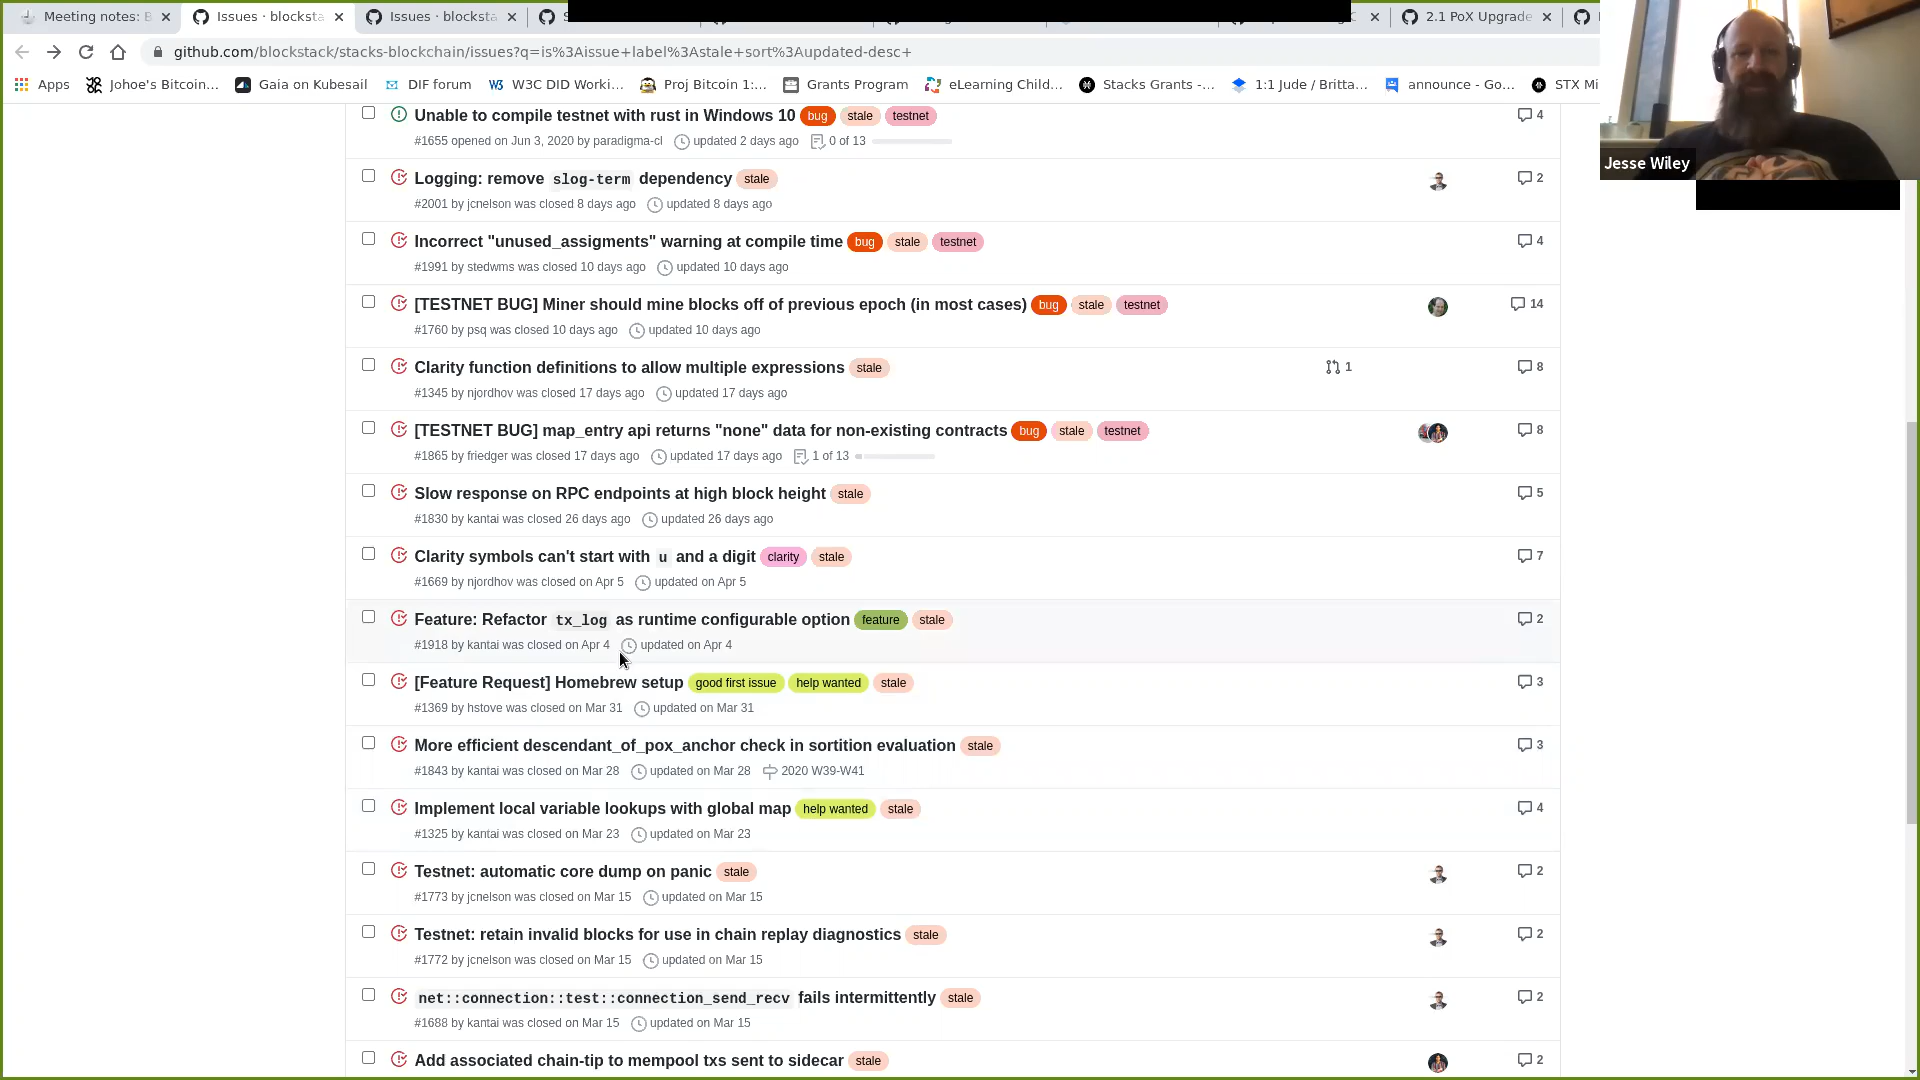 Meeting notes: B
Issues · blocksta
Issues · blocksta
2.1 PoX Upgrade
github.com/blockstack/stacks-blockchain/issues?q=is%3Aissue+label%3Astale+sort%3Aupdated-desc+
Apps
Johoe's Bitcoin...
Gaia on Kubesail
DIF forum
W3C DID Worki...
Proj Bitcoin 1:...
Grants Program
eLearning Child...
Stacks Grants -...
1:1 Jude / Britta...
announce - Go...
STX Mi
Jesse Wiley
Unable to compile testnet with rust in Windows 10 bug stale testnet 4
#1655 opened on Jun 3, 2020 by paradigma-cl updated 2 days ago 0 of 13
Logging: remove slog-term dependency stale 2
#2001 by jcnelson was closed 8 days ago updated 8 days ago
Incorrect "unused_assigments" warning at compile time bug stale testnet 4
#1991 by stedwms was closed 10 days ago updated 10 days ago
[TESTNET BUG] Miner should mine blocks off of previous epoch (in most cases) bug stale testnet 14
#1760 by psq was closed 10 days ago updated 10 days ago
Clarity function definitions to allow multiple expressions stale 1 8
#1345 by njordhov was closed 17 days ago updated 17 days ago
[TESTNET BUG] map_entry api returns "none" data for non-existing contracts bug stale testnet 8
#1865 by friedger was closed 17 days ago updated 17 days ago 1 of 13
Slow response on RPC endpoints at high block height stale 5
#1830 by kantai was closed 26 days ago updated 26 days ago
Clarity symbols can't start with u and a digit clarity stale 7
#1669 by njordhov was closed on Apr 5 updated on Apr 5
Feature: Refactor tx_log as runtime configurable option feature stale 2
#1918 by kantai was closed on Apr 4 updated on Apr 4
[Feature Request] Homebrew setup good first issue help wanted stale 3
#1369 by hstove was closed on Mar 31 updated on Mar 31
More efficient descendant_of_pox_anchor check in sortition evaluation stale 3
#1843 by kantai was closed on Mar 28 updated on Mar 28 2020 W39-W41
Implement local variable lookups with global map help wanted stale 4
#1325 by kantai was closed on Mar 23 updated on Mar 23
Testnet: automatic core dump on panic stale 2
#1773 by jcnelson was closed on Mar 15 updated on Mar 15
Testnet: retain invalid blocks for use in chain replay diagnostics stale 2
#1772 by jcnelson was closed on Mar 15 updated on Mar 15
net::connection::test::connection_send_recv fails intermittently stale 2
#1688 by kantai was closed on Mar 15 updated on Mar 15
Add associated chain-tip to mempool txs sent to sidecar stale 2